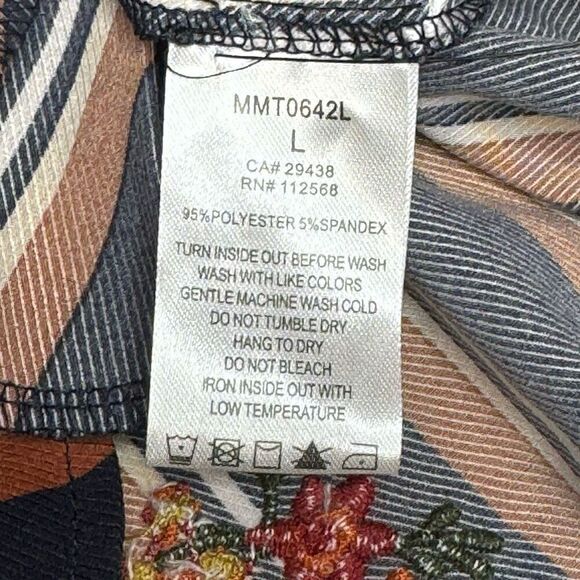 MMT0642L
L
CA# 29438
RN# 112568
95%POLYESTER 5%SPANDEX
TURN INSIDE OUT BEFORE WASH
WASH WITH LIKE COLORS
GENTLE MACHINE WASH COLD
DO NOT TUMBLE DRY
HANG TO DRY
DO NOT BLEACH
IRON INSIDE OUT WITH
LOW TEMPERATURE